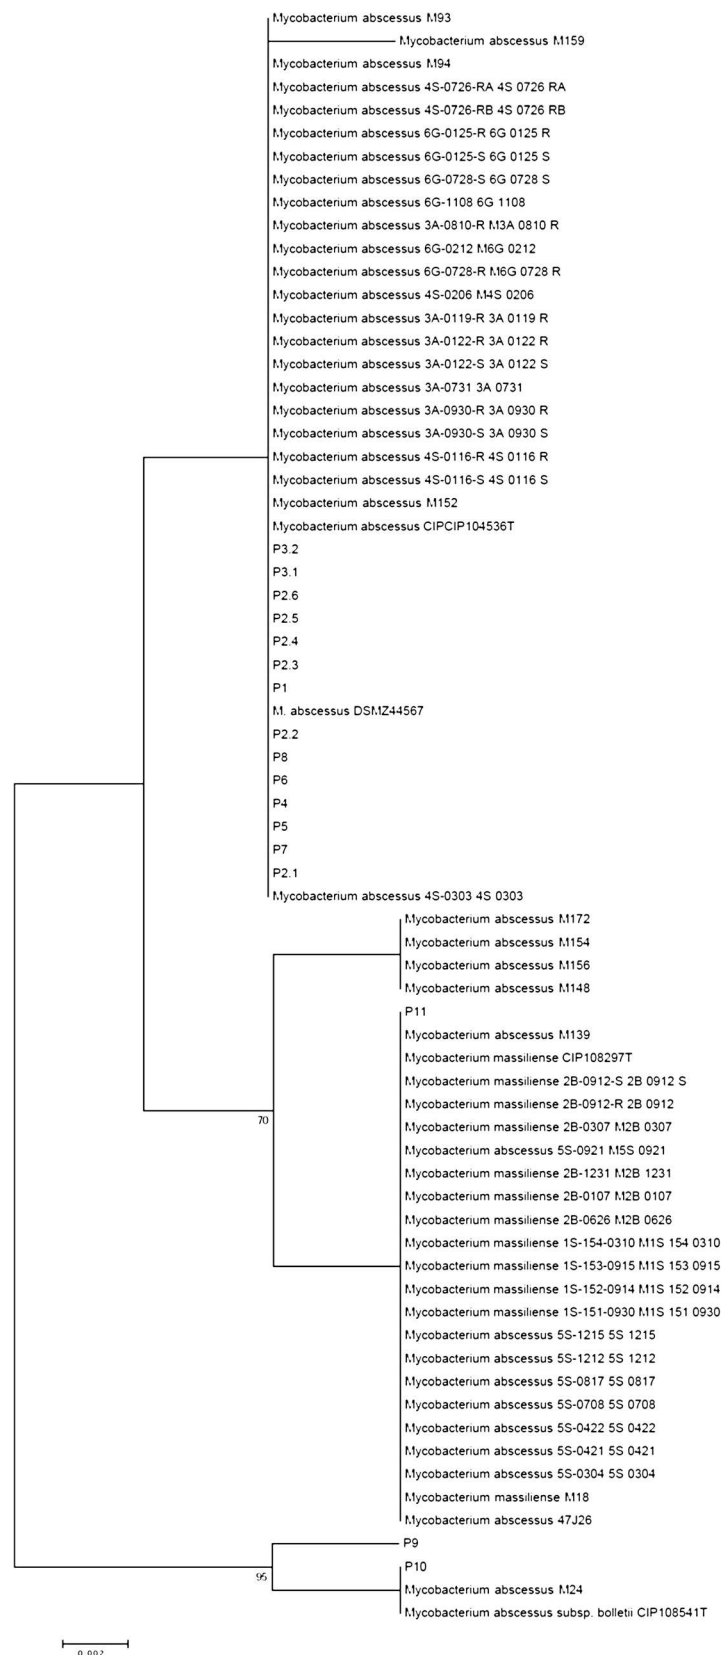 Mycobacterium abscessus M93
Mycobacterium abscessus M159
Mycobacterium abscessus M94
Mycobacterium abscessus 4S-0726-RA 4S 0726 RA
Mycobacterium abscessus 4S-0726-RB 4S 0726 RB
Mycobacterium abscessus 6G-0125-R 6G 0125 R
Mycobacterium abscessus 6G-0125-S 6G 0125 S
Mycobacterium abscessus 6G-0728-S 6G 0728 S
Mycobacterium abscessus 6G-1108 6G 1108
Mycobacterium abscessus 3A-0810-R M3A 0810 R
Mycobacterium abscessus 6G-0212 M6G 0212
Mycobacterium abscessus 6G-0728-R M6G 0728 R
Mycobacterium abscessus 4S-0206 M4S 0206
Mycobacterium abscessus 3A-0119-R 3A 0119 R
Mycobacterium abscessus 3A-0122-R 3A 0122 R
Mycobacterium abscessus 3A-0122-S 3A 0122 S
Mycobacterium abscessus 3A-0731 3A 0731
Mycobacterium abscessus 3A-0930-R 3A 0930 R
Mycobacterium abscessus 3A-0930-S 3A 0930 S
Mycobacterium abscessus 4S-0116-R 4S 0116 R
Mycobacterium abscessus 4S-0116-S 4S 0116 S
Mycobacterium abscessus M152
Mycobacterium abscessus CIPCIP104536T
P3.2
P3.1
P2.6
P2.5
P2.4
P2.3
P1
M. abscessus DSMZ44567
P2.2
P8
P6
P4
P5
P7
P2.1
Mycobacterium abscessus 4S-0303 4S 0303
Mycobacterium abscessus M172
Mycobacterium abscessus M154
Mycobacterium abscessus M156
Mycobacterium abscessus M148
P11
Mycobacterium abscessus M139
Mycobacterium massiliense CIP108297T
Mycobacterium massiliense 2B-0912-S 2B 0912 S
Mycobacterium massiliense 2B-0912-R 2B 0912
Mycobacterium massiliense 2B-0307 M2B 0307
70
Mycobacterium abscessus 5S-0921 M5S 0921
Mycobacterium massiliense 2B-1231 M2B 1231
Mycobacterium massiliense 2B-0107 M2B 0107
Mycobacterium massiliense 2B-0626 M2B 0626
Mycobacterium massiliense 1S-154-0310 M1S 154 0310
Mycobacterium massiliense 1S-153-0915 M1S 153 0915
Mycobacterium massiliense 1S-152-0914 M1S 152 0914
Mycobacterium massiliense 1S-151-0930 M1S 151 0930
Mycobacterium abscessus 5S-1215 5S 1215
Mycobacterium abscessus 5S-1212 5S 1212
Mycobacterium abscessus 5S-0817 5S 0817
Mycobacterium abscessus 5S-0708 5S 0708
Mycobacterium abscessus 5S-0422 5S 0422
Mycobacterium abscessus 5S-0421 5S 0421
Mycobacterium abscessus 5S-0304 5S 0304
Mycobacterium massiliense M18
Mycobacterium abscessus 47J26
P9
P10
95
Mycobacterium abscessus M24
Mycobacterium abscessus subsp. bolletii CIP108541T
0.002